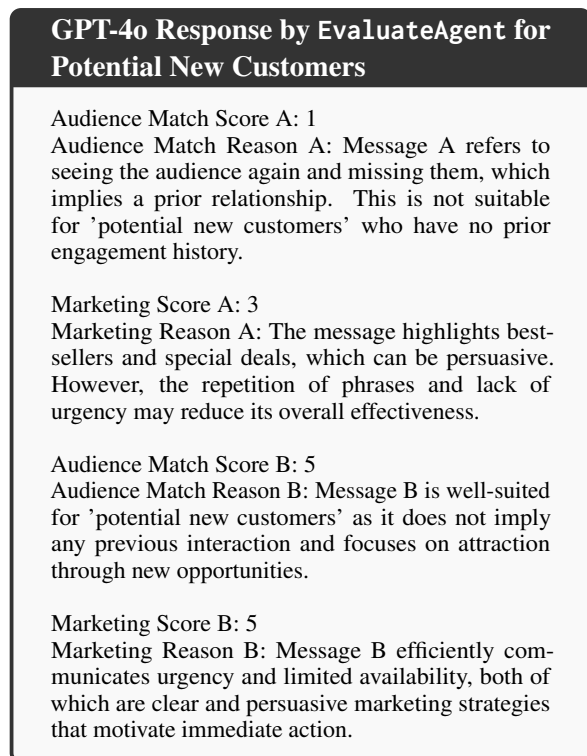 GPT-4o Response by EvaluateAgent for
Potential New Customers
Audience Match Score A: 1
Audience Match Reason A: Message A refers to
seeing the audience again and missing them, which
implies a prior relationship. This is not suitable
for ’potential new customers’ who have no prior
engagement history.
Marketing Score A: 3
Marketing Reason A: The message highlights best-
sellers and special deals, which can be persuasive.
However, the repetition of phrases and lack of
urgency may reduce its overall effectiveness.
Audience Match Score B: 5
Audience Match Reason B: Message B is well-suited
for ’potential new customers’ as it does not imply
any previous interaction and focuses on attraction
through new opportunities.
Marketing Score B: 5
Marketing Reason B: Message B efficiently com-
municates urgency and limited availability, both of
which are clear and persuasive marketing strategies
that motivate immediate action.